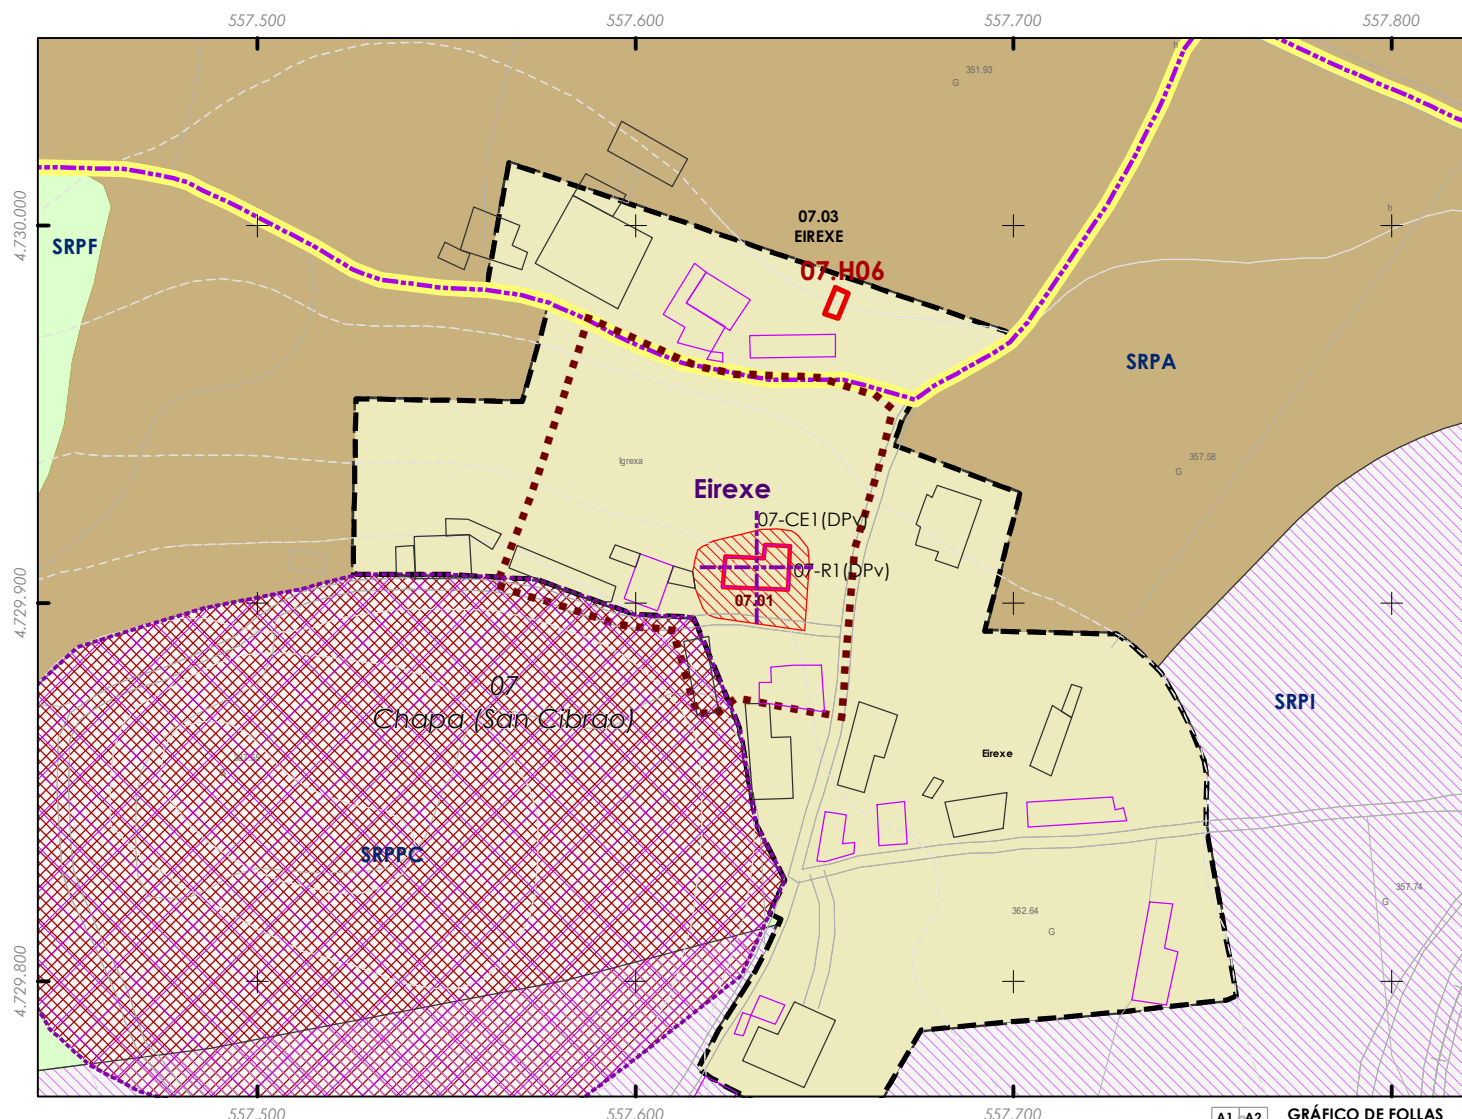 557.500
557.600
557.700
557.800
h
351.93
G
4.730.000
07.03
EIREXE
h
SRPF
07.H06
SRPA
Igrexa
357.58
G
Eirexe
07-CE1(DPv)
07-R1(DPv)
4.729.900
07.01
07
Chapa (San Cibrao)
SRPI
Eirexe
SRPPC
357.74
G
362.64
G
4.729.800
557.500
557.600
557.700
A1 A2 GRÁFICO DE FOLLAS